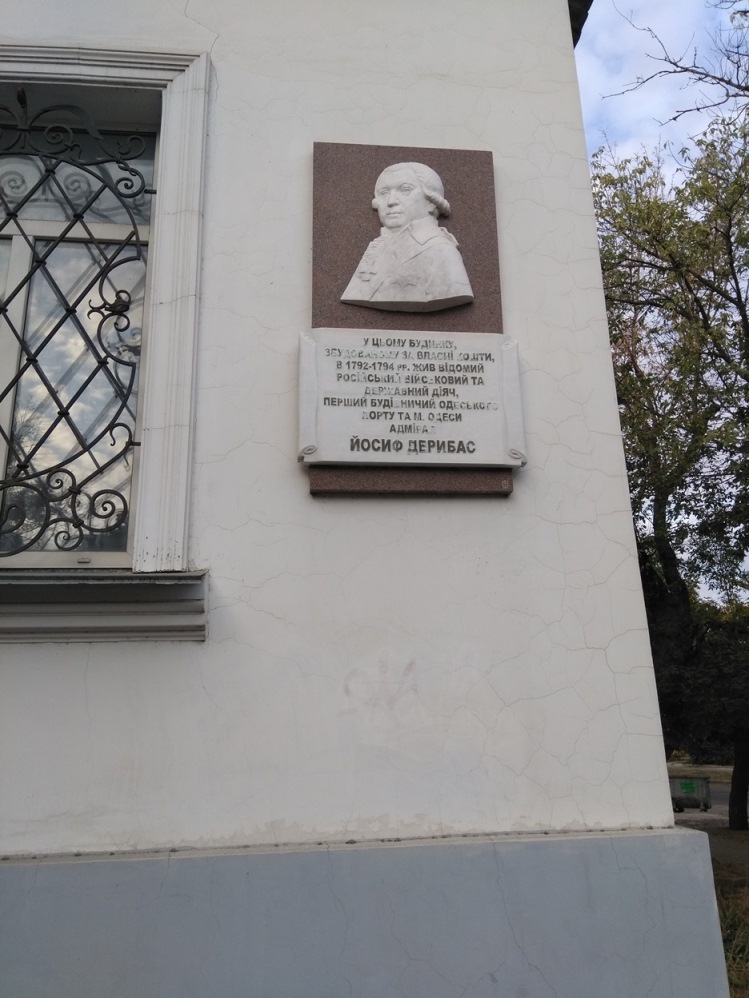 У ЦЬОМУ БУДИНКУ,
ЗБУДОВАНОМУ ЗА ВЛАСНІ КОШТИ,
В 1792-1794 рр. ЖИВ ВІДОМИЙ
РОСІЙСЬКИЙ ВІЙСЬКОВИЙ ТА
ДЕРЖАВНИЙ ДІЯЧ,
ПЕРШИЙ БУДІВНИЧИЙ ОДЕСЬКОГО
ПОРТУ ТА М. ОДЕСИ
АДМІРАЛ
ЙОСИФ ДЕРИБАС